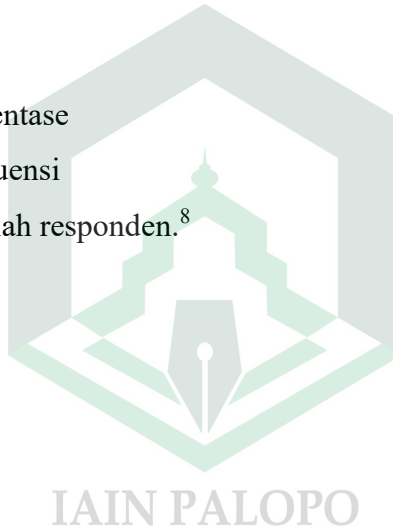 entase
uensi
ah responden.⁸
IAIN PALOPO